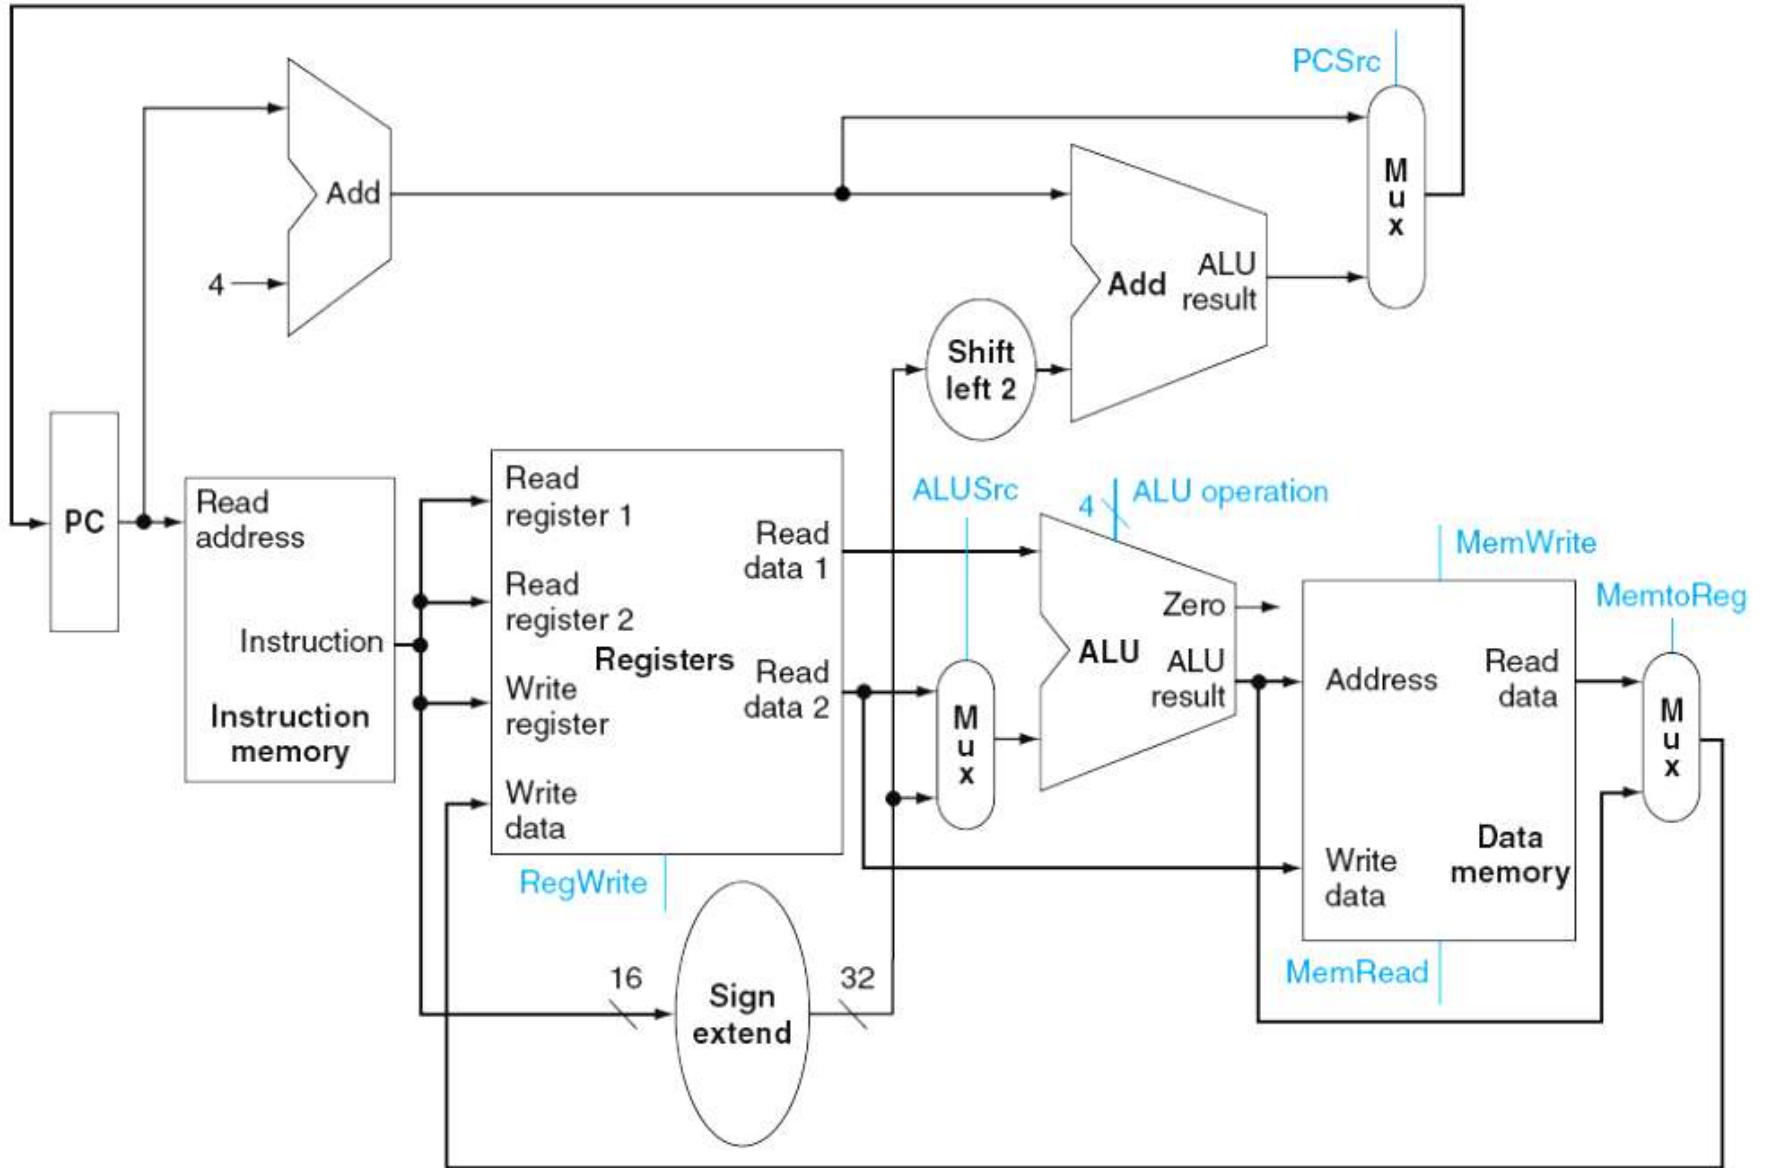 PCSrc
M
u
x
Add
4
Add
ALU
result
Shift
left 2
PC
Read
address
Instruction
Instruction
memory
Read
register 1
Read
register 2
Write
register
Write
data
Registers
Read
data 1
Read
data 2
RegWrite
16
Sign
extend
32
ALUSrc
M
u
x
4
ALU operation
Zero
ALU
ALU
result
MemWrite
Address
Read
data
Write
data
Data
memory
MemRead
MemtoReg
M
u
x